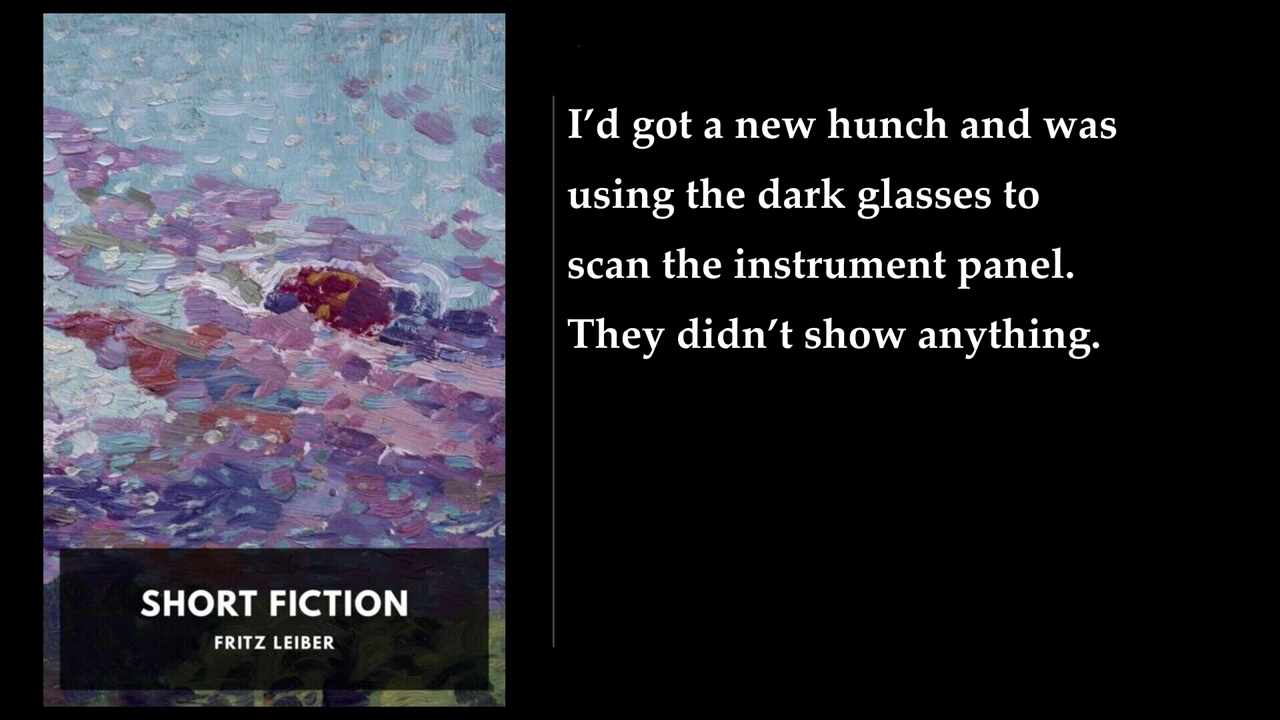 I’d got a new hunch and was
using the dark glasses to
scan the instrument panel.
They didn’t show anything.
SHORT FICTION
FRITZ LEIBER